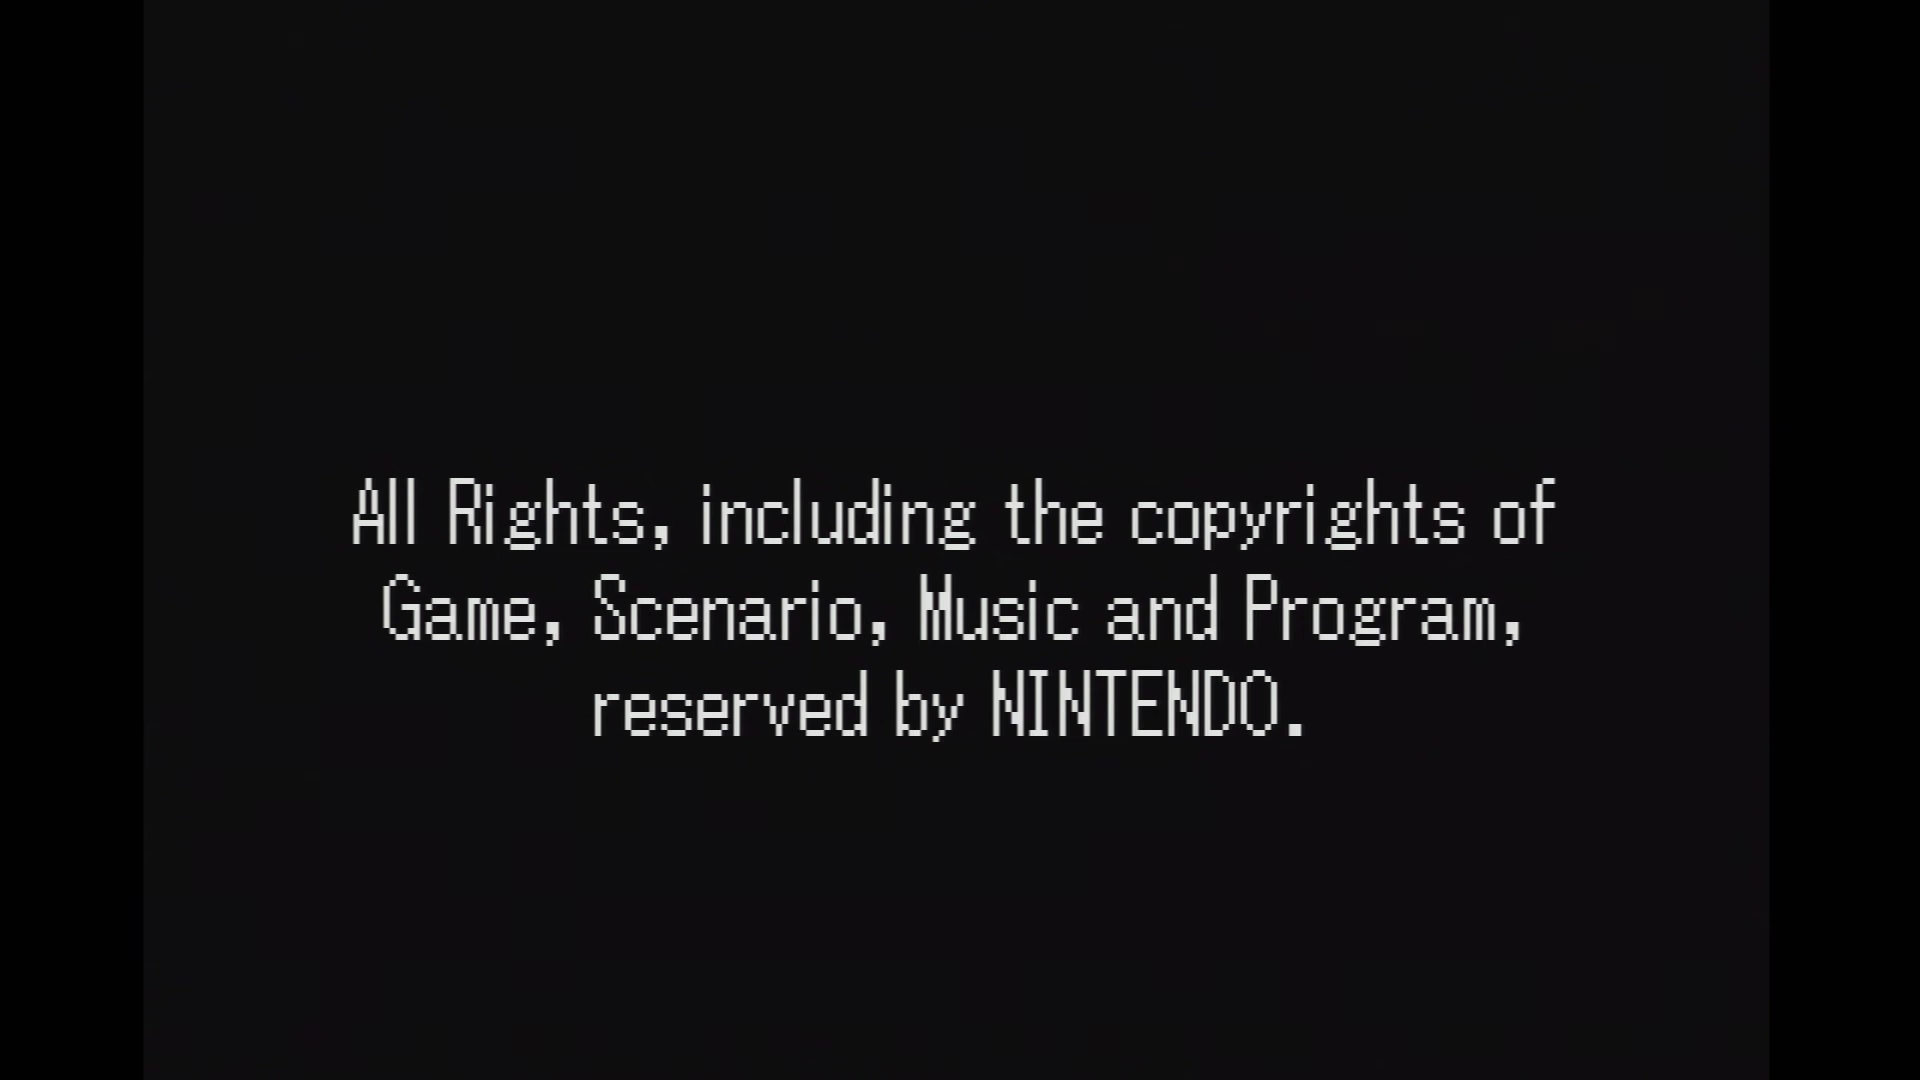 All Rights, including the copyrights of
Game, Scenario, Music and Program,
reserved by NINTENDO.